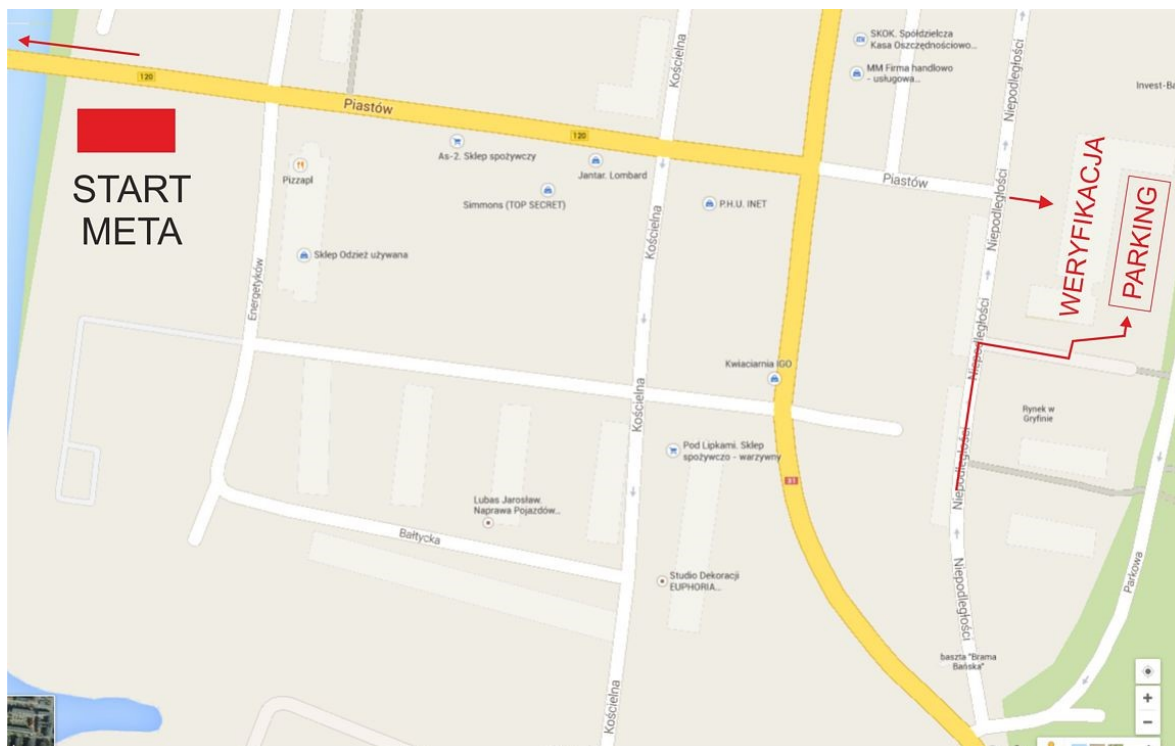 START
META
WERYFIKACJA
PARKING
120
Piastów
120
Piastów
Kościelna
Kościelna
Kościelna
Kościelna
Niepodległości
Niepodległości
Niepodległości
Niepodległości
Niepodległości
Niepodległości
Energetyków
Bałtycka
Parkowa
31
SKOK. Spółdzielcza
Kasa Oszczędnościowo...
MM Firma handlowo
- usługowa...
Invest-Ba
As-2. Sklep spożywczy
Jantar. Lombard
Pizzapl
Simmons (TOP SECRET)
P.H.U. INET
Sklep Odzież używana
Kwiaciarnia IGO
Rynek w
Gryfinie
Pod Lipkami. Sklep
spożywczo - warzywny
Lubas Jarosław.
Naprawa Pojazdów...
Studio Dekoracji
EUPHORIA...
baszta "Brama
Bańska"